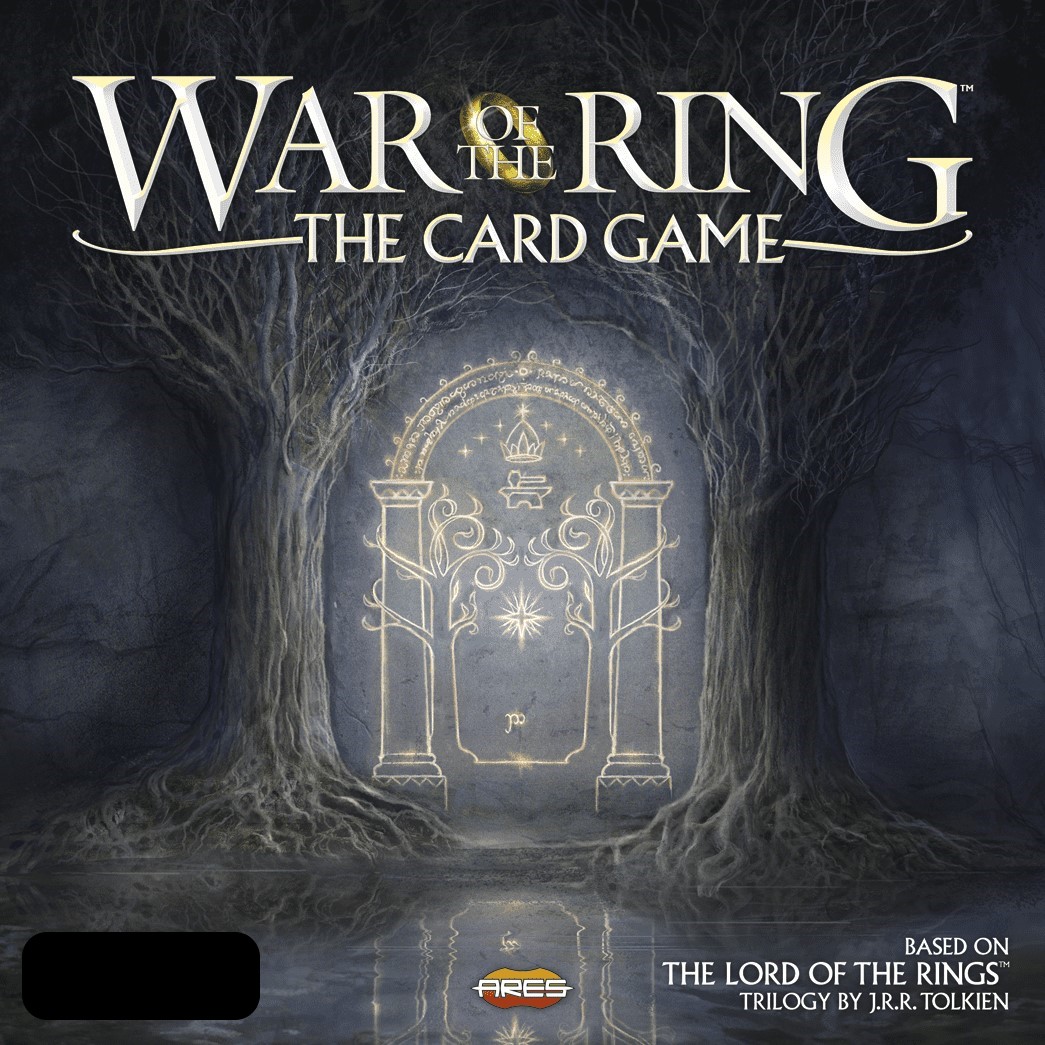 WAR OF THE RING™
THE CARD GAME
ARES
BASED ON
THE LORD OF THE RINGS™
TRILOGY BY J.R.R. TOLKIEN